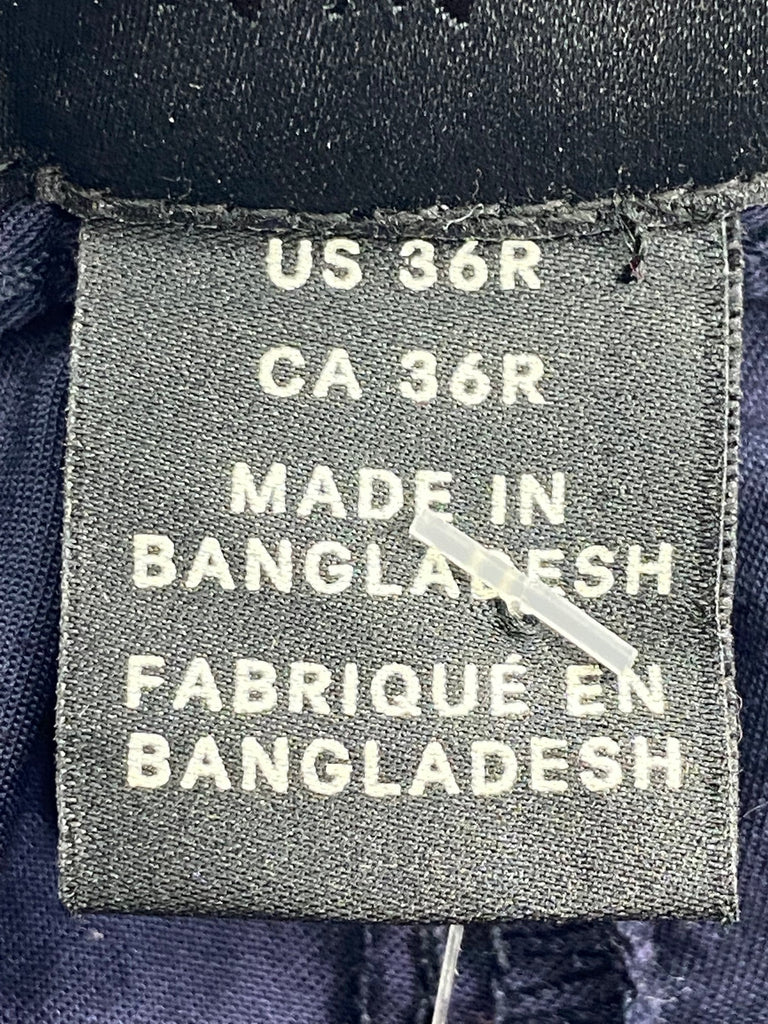 US 36R
CA 36R
MADE IN
BANGLADESH
FABRIQUÉ EN
BANGLADESH